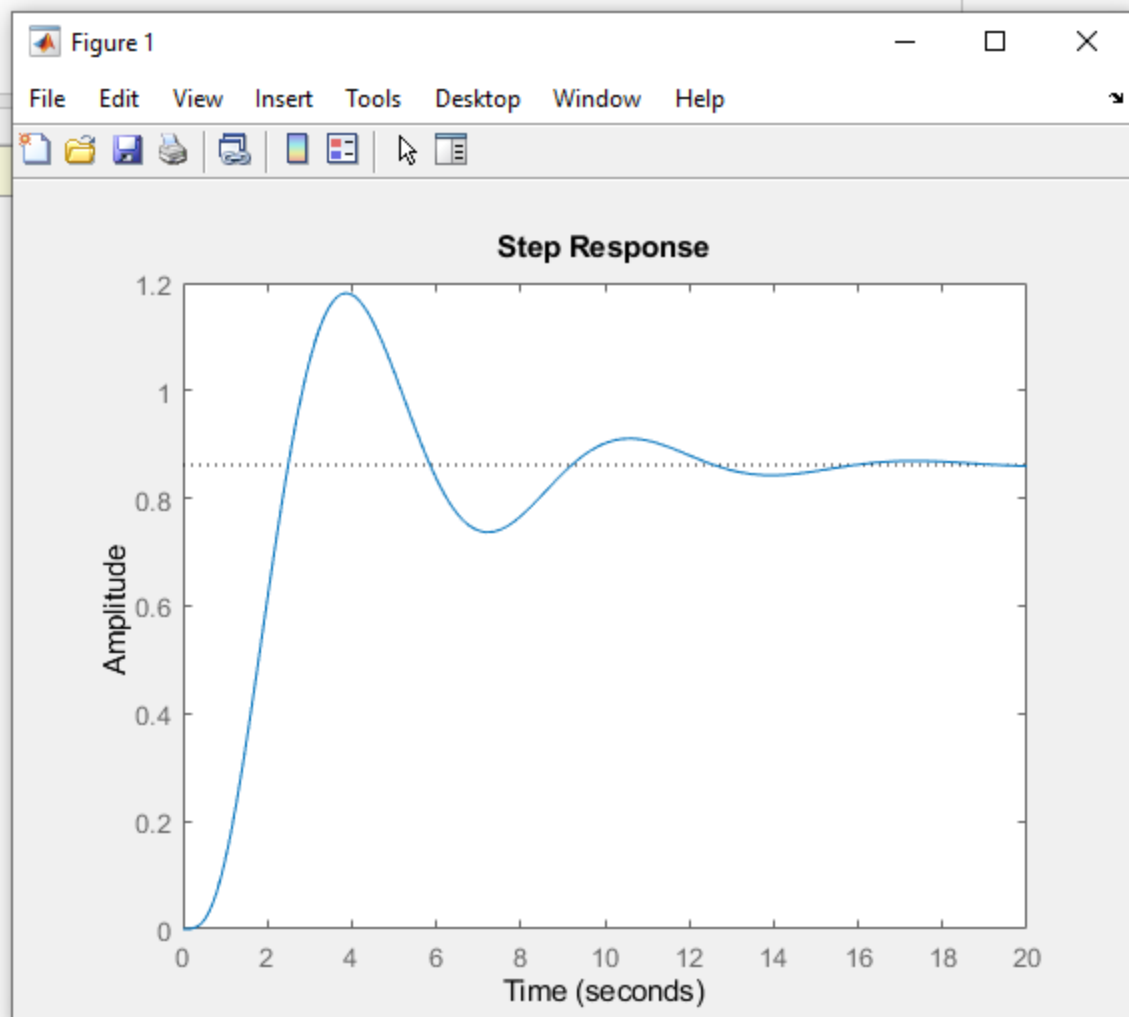 Figure 1
File Edit View Insert Tools Desktop Window Help
Step Response
1.2
1
0.8
0.6
0.4
0.2
0
Amplitude
0 2 4 6 8 10 12 14 16 18 20
Time (seconds)